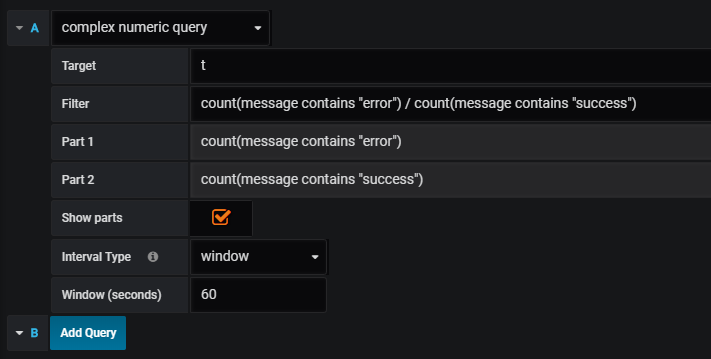 A complex numeric query
Target t
Filter count(message contains "error") / count(message contains "success")
Part 1 count(message contains "error")
Part 2 count(message contains "success")
Show parts
Interval Type window
Window (seconds) 60
B Add Query